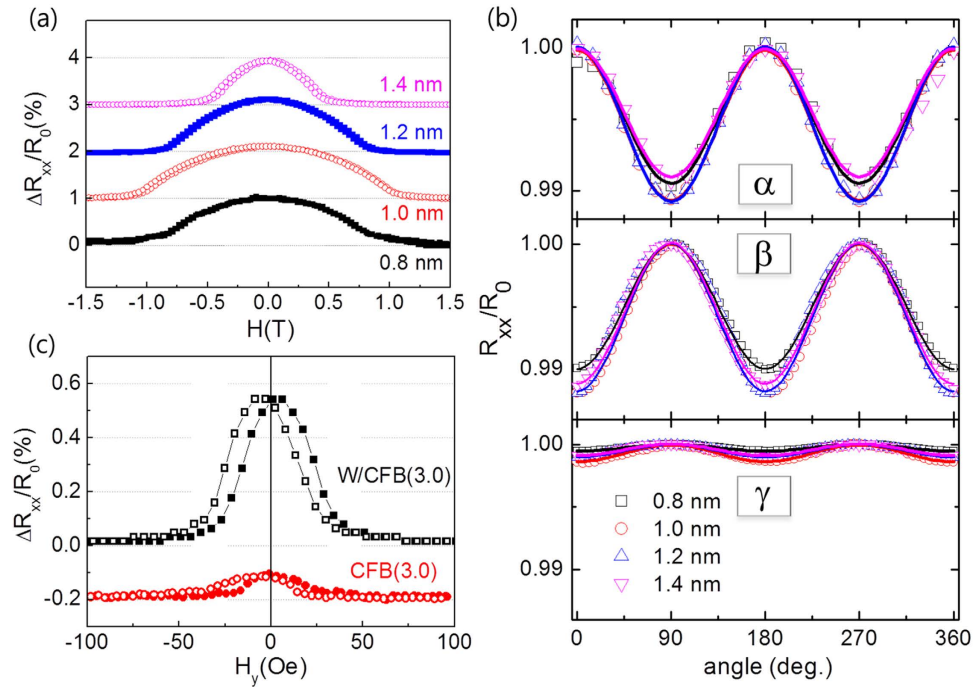 (a)
ΔR_xx/R_0(%)
4
3
2
1
0
1.4 nm
1.2 nm
1.0 nm
0.8 nm
-1.5 -1.0 -0.5 0.0 0.5 1.0 1.5
H(T)
(c)
ΔR_xx/R_0(%)
0.6
0.4
0.2
0.0
-0.2
W/CFB(3.0)
CFB(3.0)
-100 -50 0 50 100
H_y(Oe)
(b)
R_xx/R_0
1.00
0.99
α
1.00
0.99
β
1.00
0.99
γ
0.8 nm
1.0 nm
1.2 nm
1.4 nm
0 90 180 270 360
angle (deg.)